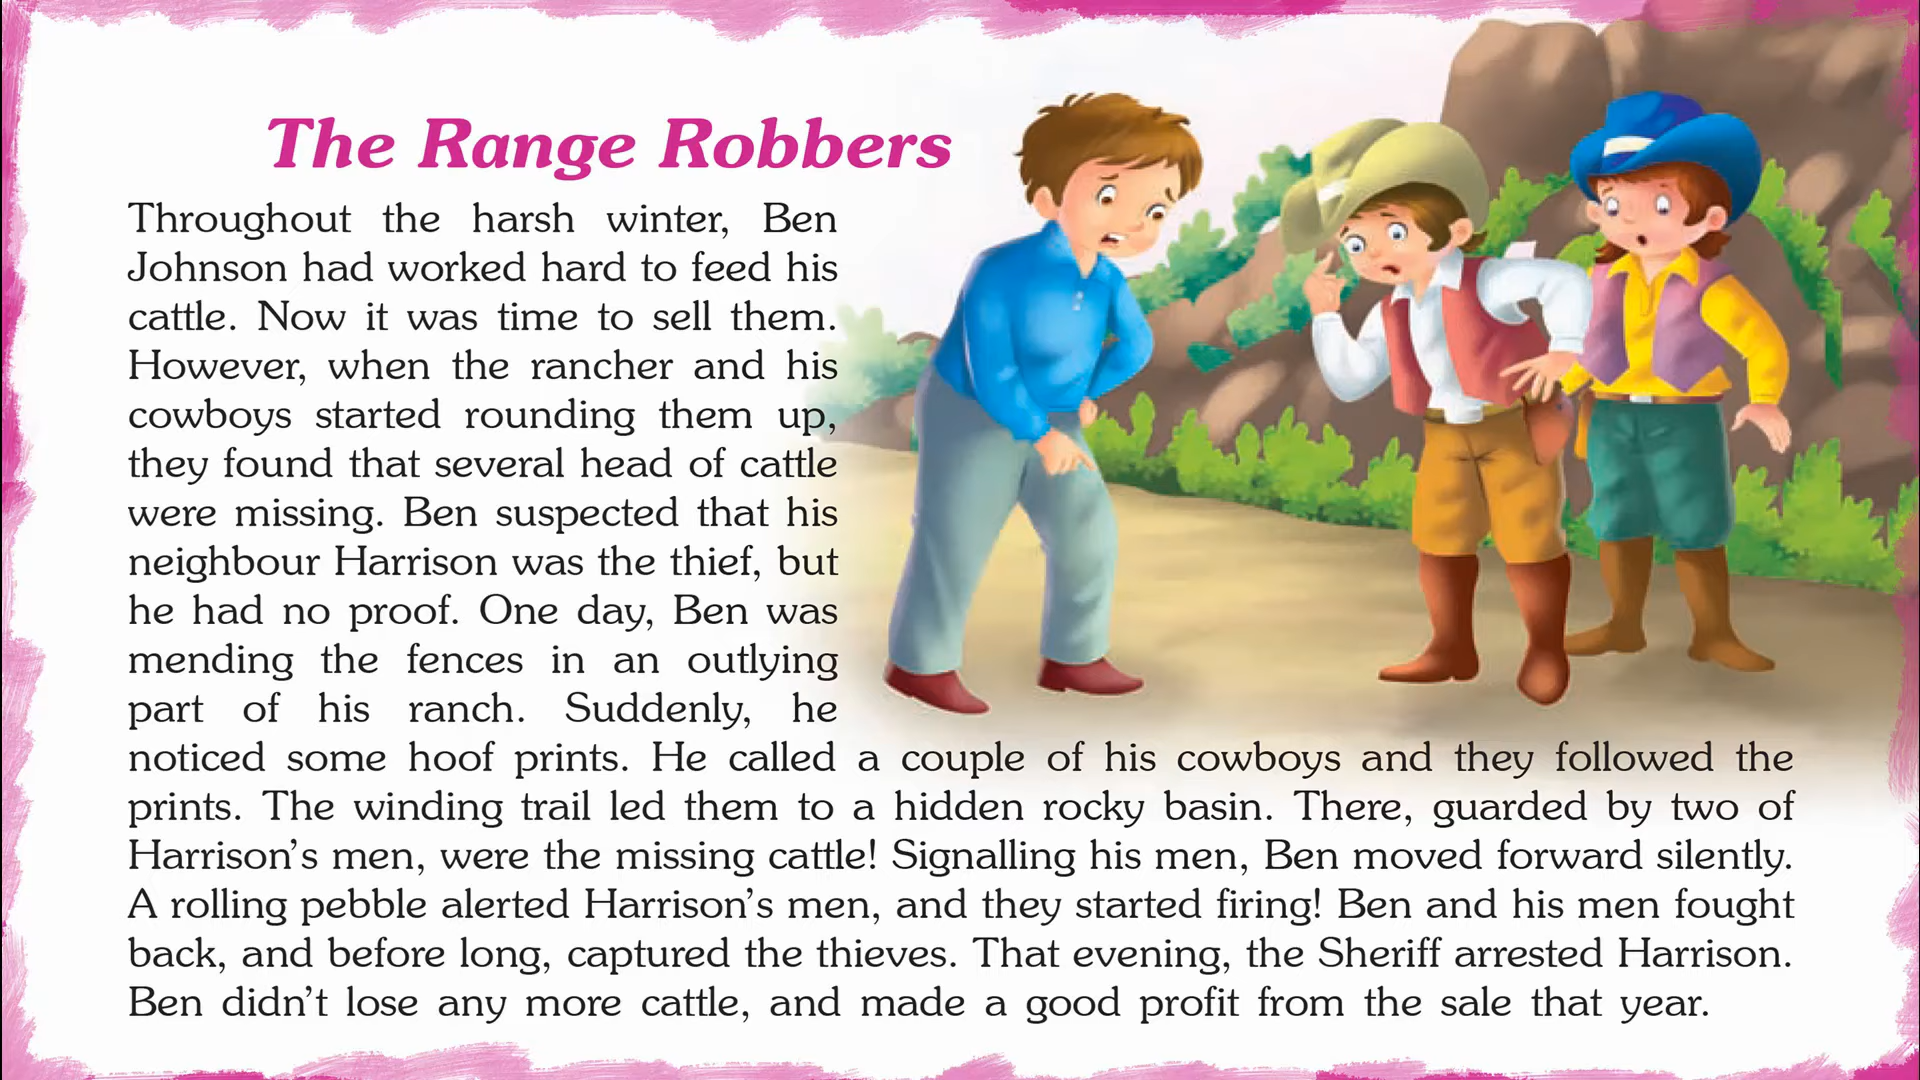 The Range Robbers
Throughout the harsh winter, Ben
Johnson had worked hard to feed his
cattle. Now it was time to sell them.
However, when the rancher and his
cowboys started rounding them up,
they found that several head of cattle
were missing. Ben suspected that his
neighbour Harrison was the thief, but
he had no proof. One day, Ben was
mending the fences in an outlying
part of his ranch. Suddenly, he
noticed some hoof prints. He called a couple of his cowboys and they followed the
prints. The winding trail led them to a hidden rocky basin. There, guarded by two of
Harrison’s men, were the missing cattle! Signalling his men, Ben moved forward silently.
A rolling pebble alerted Harrison’s men, and they started firing! Ben and his men fought
back, and before long, captured the thieves. That evening, the Sheriff arrested Harrison.
Ben didn’t lose any more cattle, and made a good profit from the sale that year.